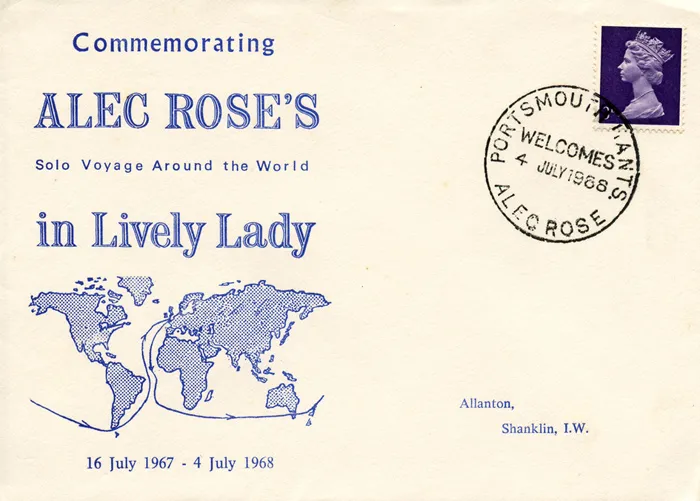 Commemorating
ALEC ROSE'S
Solo Voyage Around the World
in Lively Lady
16 July 1967 - 4 July 1968
PORTSMOUTH HANTS.
WELCOMES
4 JULY 1968
ALEC ROSE
Allanton,
Shanklin, I.W.